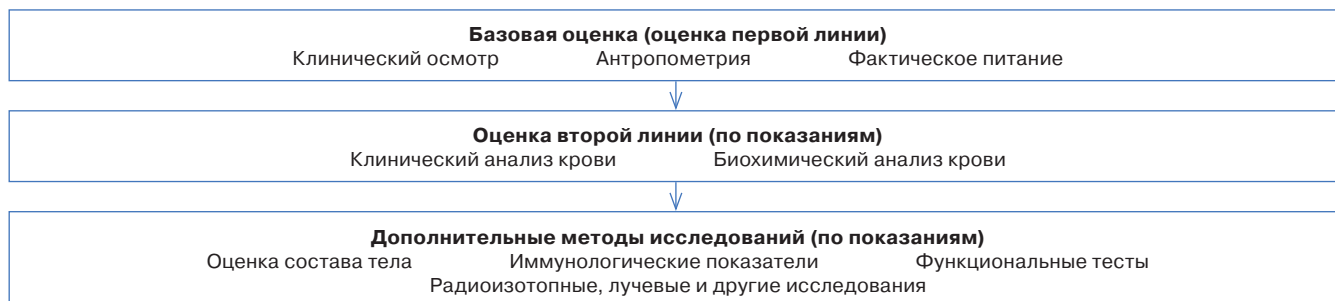 Базовая оценка (оценка первой линии)
Клинический осмотр Антропометрия Фактическое питание
Оценка второй линии (по показаниям)
Клинический анализ крови Биохимический анализ крови
Дополнительные методы исследований (по показаниям)
Оценка состава тела Иммунологические показатели Функциональные тесты
Радиоизотопные, лучевые и другие исследования